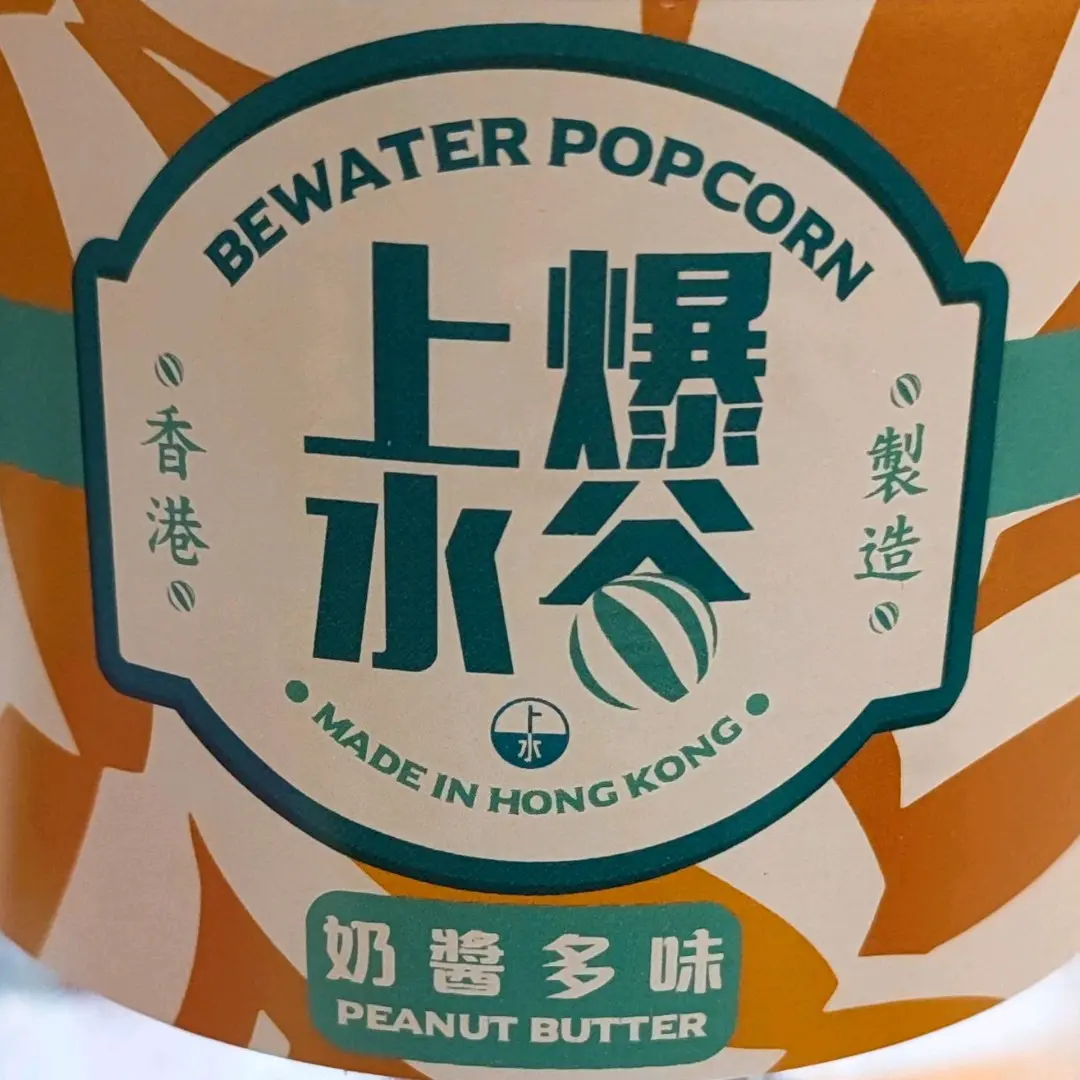 BEWATER POPCORN
上水
爆谷
香港
製造
上水
MADE IN HONG KONG
奶醬多味
PEANUT BUTTER